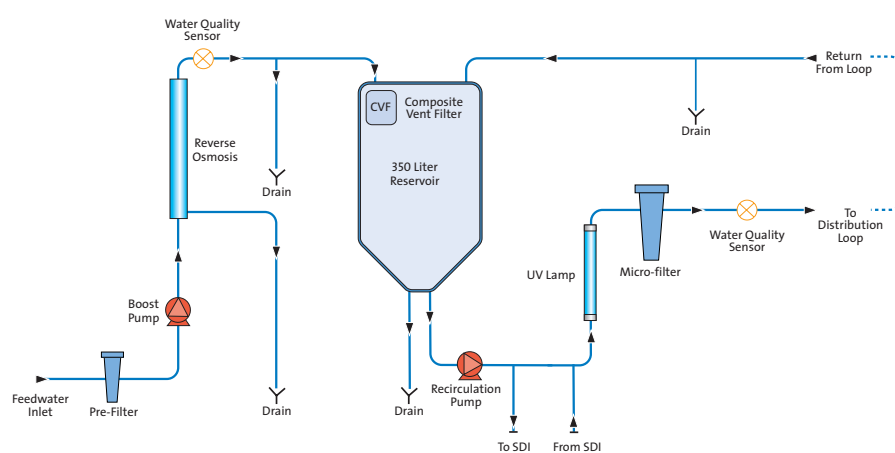 Water Quality
Sensor
Return
From Loop
CVF
Composite
Vent Filter
Drain
Reverse
Osmosis
350 Liter
Reservoir
Drain
To
Distribution
Loop
Water Quality
Sensor
UV Lamp
Micro-filter
Boost
Pump
Feedwater
Inlet
Pre-Filter
Drain
Drain
Recirculation
Pump
To SDI
From SDI